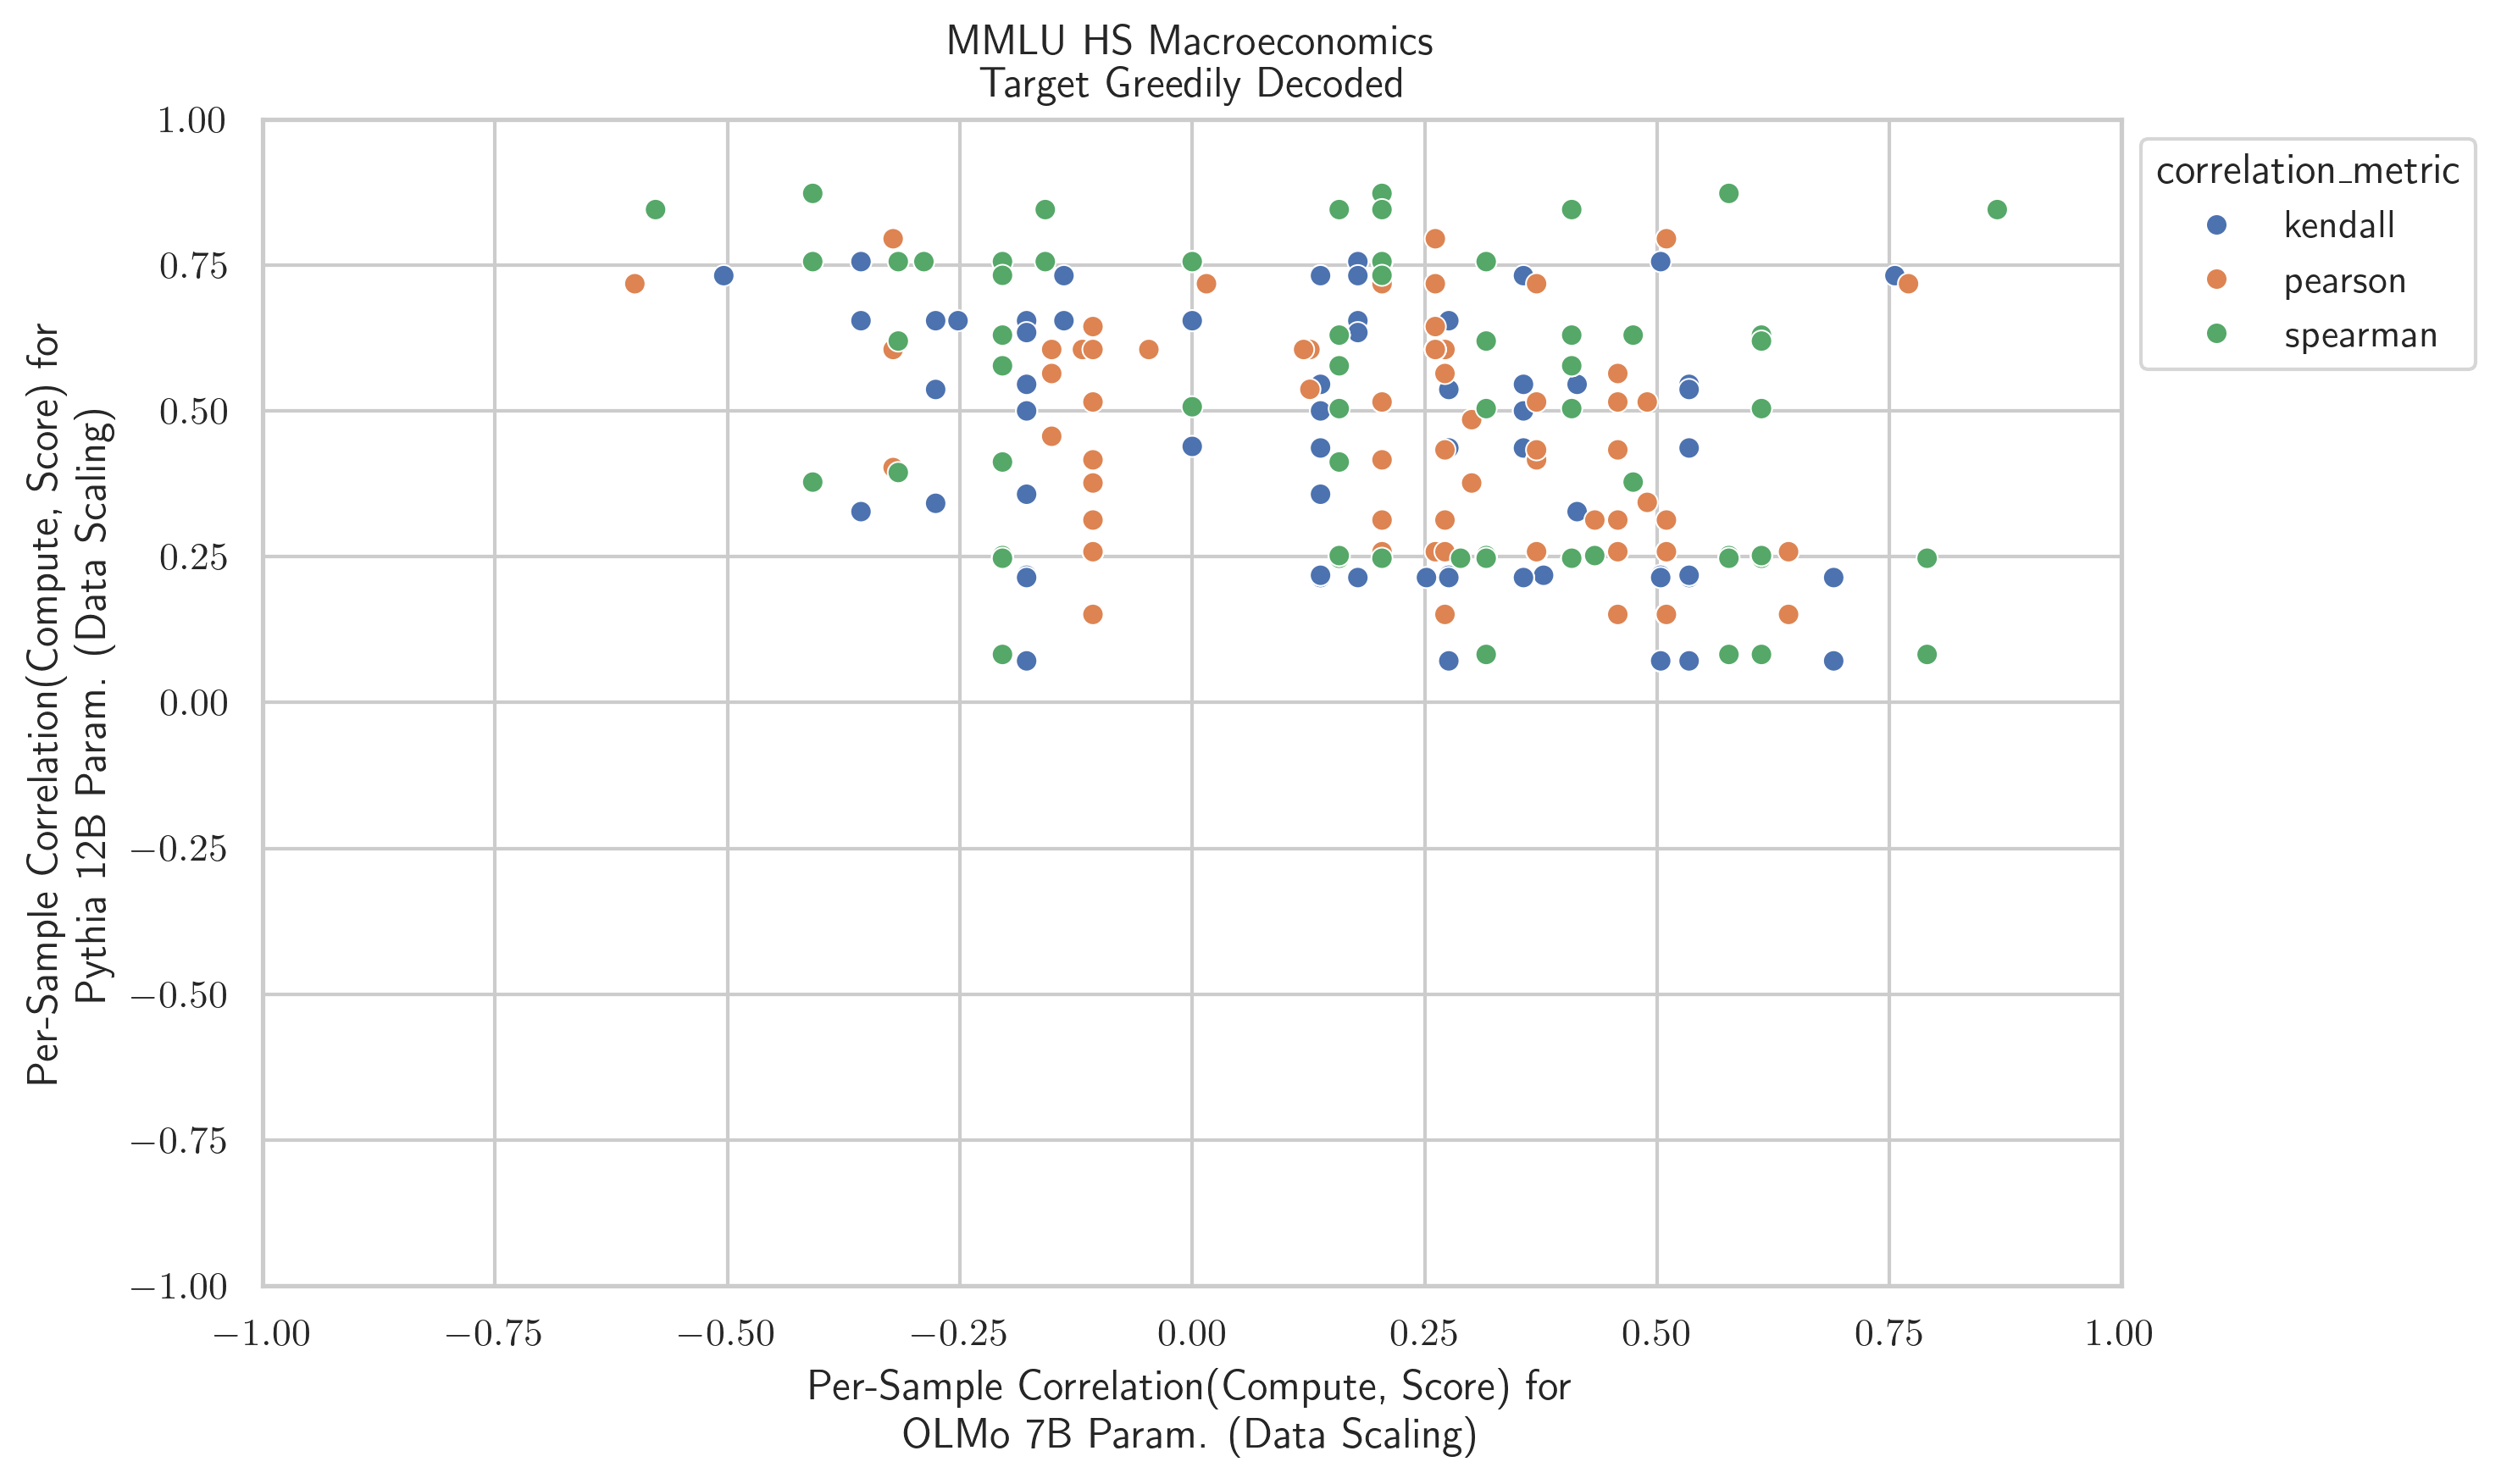 MMLU HS Macroeconomics
Target Greedily Decoded
1.00
0.75
0.50
0.25
0.00
−0.25
−0.50
−0.75
−1.00
Per-Sample Correlation(Compute, Score) for
Pythia 12B Param. (Data Scaling)
correlation_metric
kendall
pearson
spearman
−1.00 −0.75 −0.50 −0.25 0.00 0.25 0.50 0.75 1.00
Per-Sample Correlation(Compute, Score) for
OLMo 7B Param. (Data Scaling)